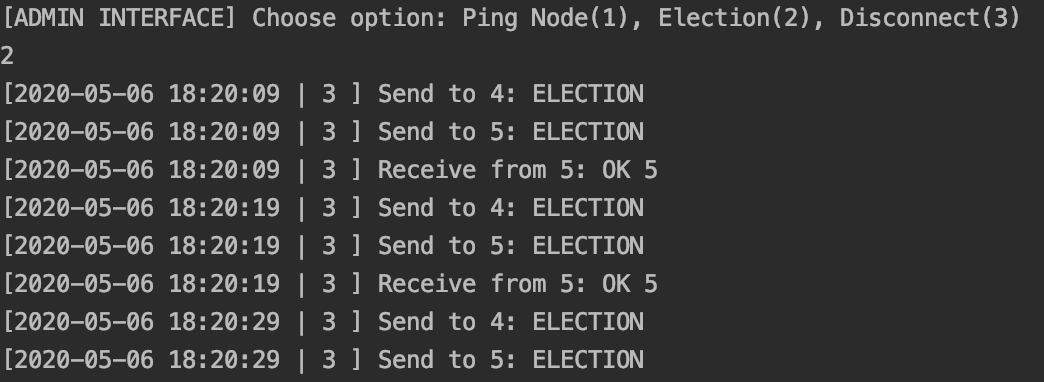 [ADMIN INTERFACE] Choose option: Ping Node(1), Election(2), Disconnect(3)
2
[2020-05-06 18:20:09 | 3 ] Send to 4: ELECTION
[2020-05-06 18:20:09 | 3 ] Send to 5: ELECTION
[2020-05-06 18:20:09 | 3 ] Receive from 5: OK 5
[2020-05-06 18:20:19 | 3 ] Send to 4: ELECTION
[2020-05-06 18:20:19 | 3 ] Send to 5: ELECTION
[2020-05-06 18:20:19 | 3 ] Receive from 5: OK 5
[2020-05-06 18:20:29 | 3 ] Send to 4: ELECTION
[2020-05-06 18:20:29 | 3 ] Send to 5: ELECTION